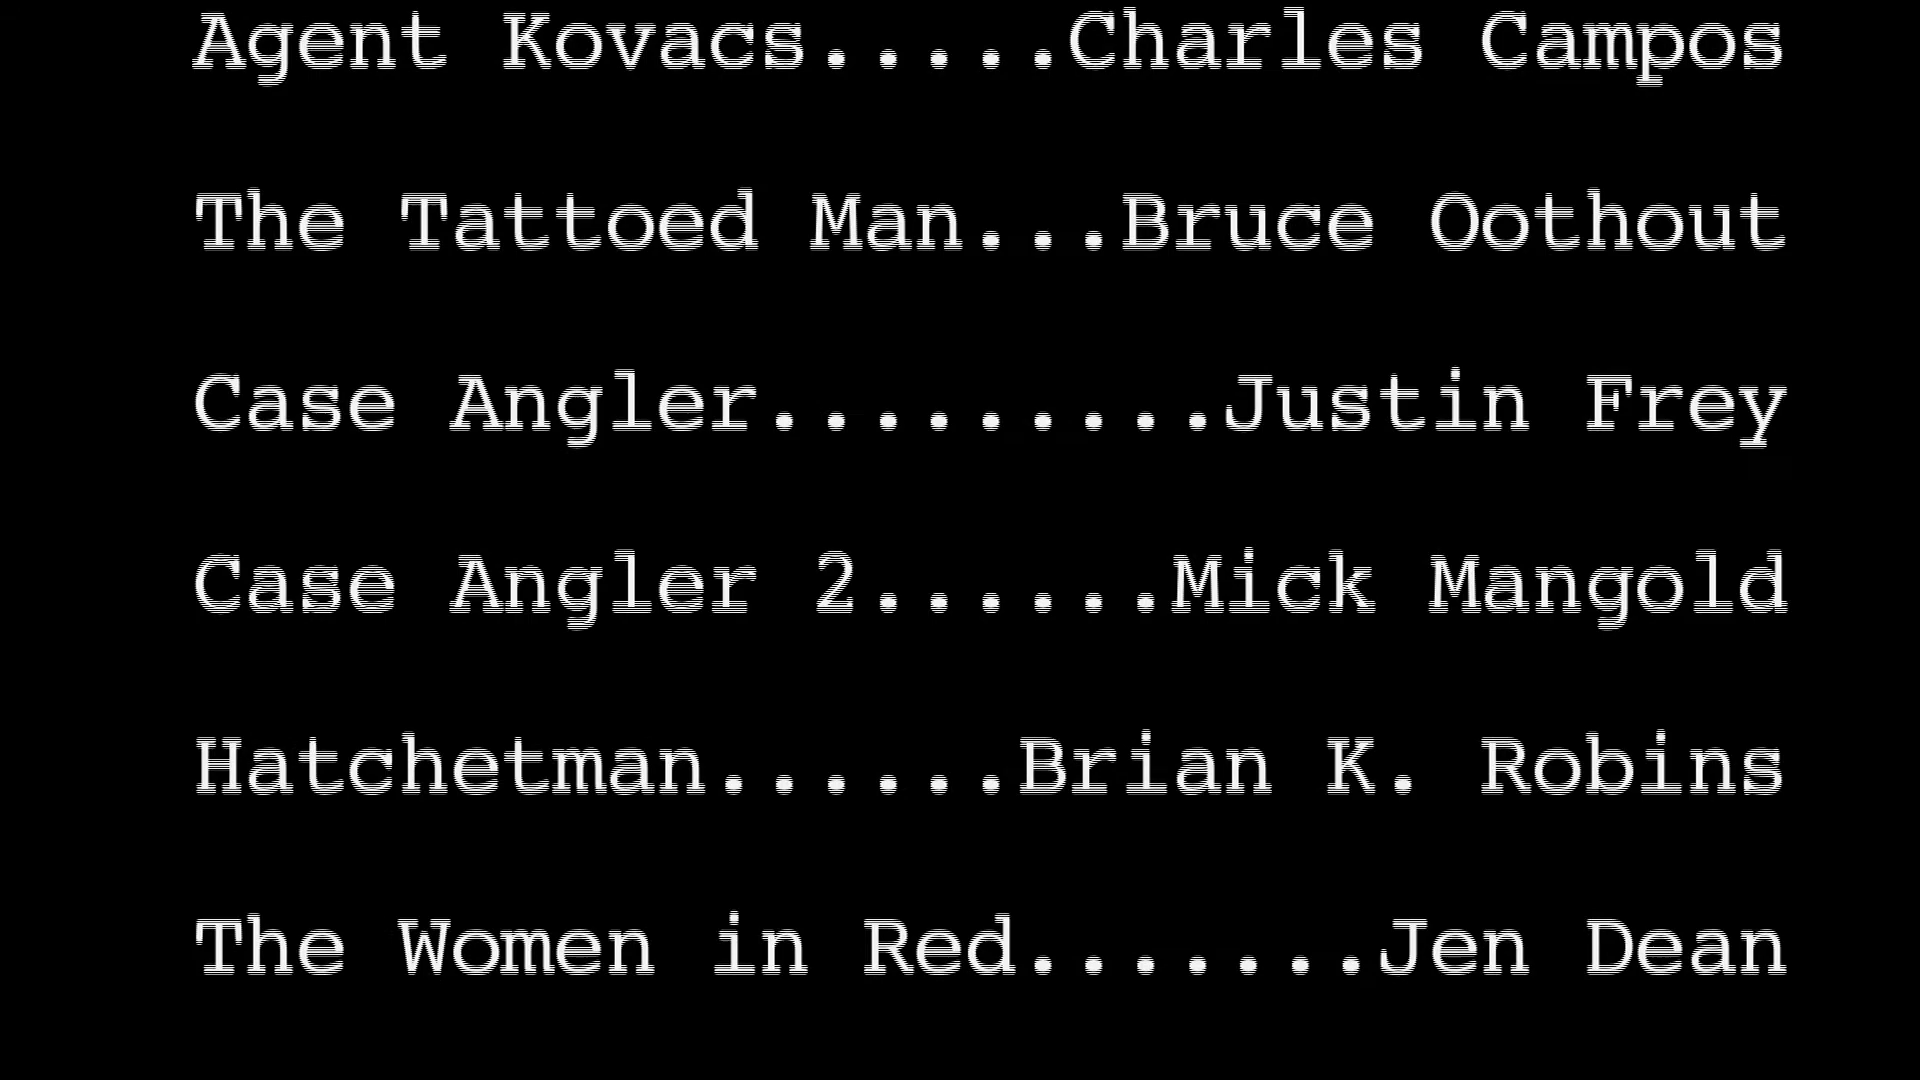 Agent Kovacs.....Charles Campos
The Tattoed Man...Bruce Oothout
Case Angler.........Justin Frey
Case Angler 2......Mick Mangold
Hatchetman......Brian K. Robins
The Women in Red.......Jen Dean